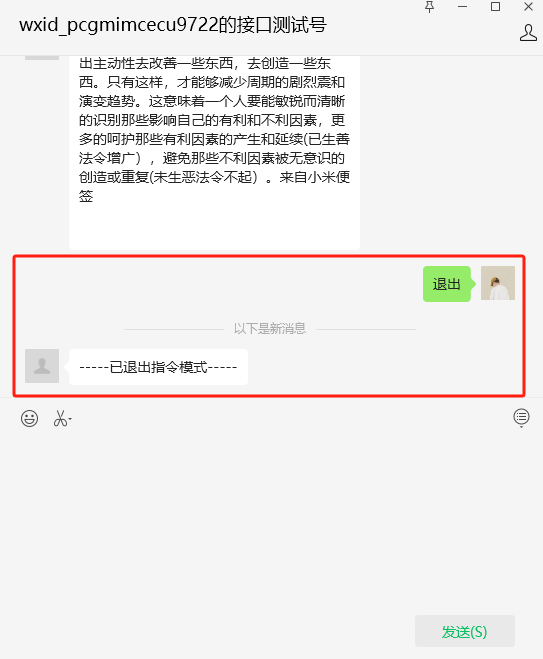 wxid_pcgmimcecu9722的接口测试号
出主动性去改善一些东西，去创造一些东
西。只有这样，才能够减少周期的剧烈震和
演变趋势。这意味着一个人要能敏锐而清晰
的识别那些影响自己的有利和不利因素，更
多的呵护那些有利因素的产生和延续(已生善
法令增广），避免那些不利因素被无意识的
创造或重复(未生恶法令不起）。来自小米便
签
退出
以下是新消息
-----已退出指令模式-----
发送(S)